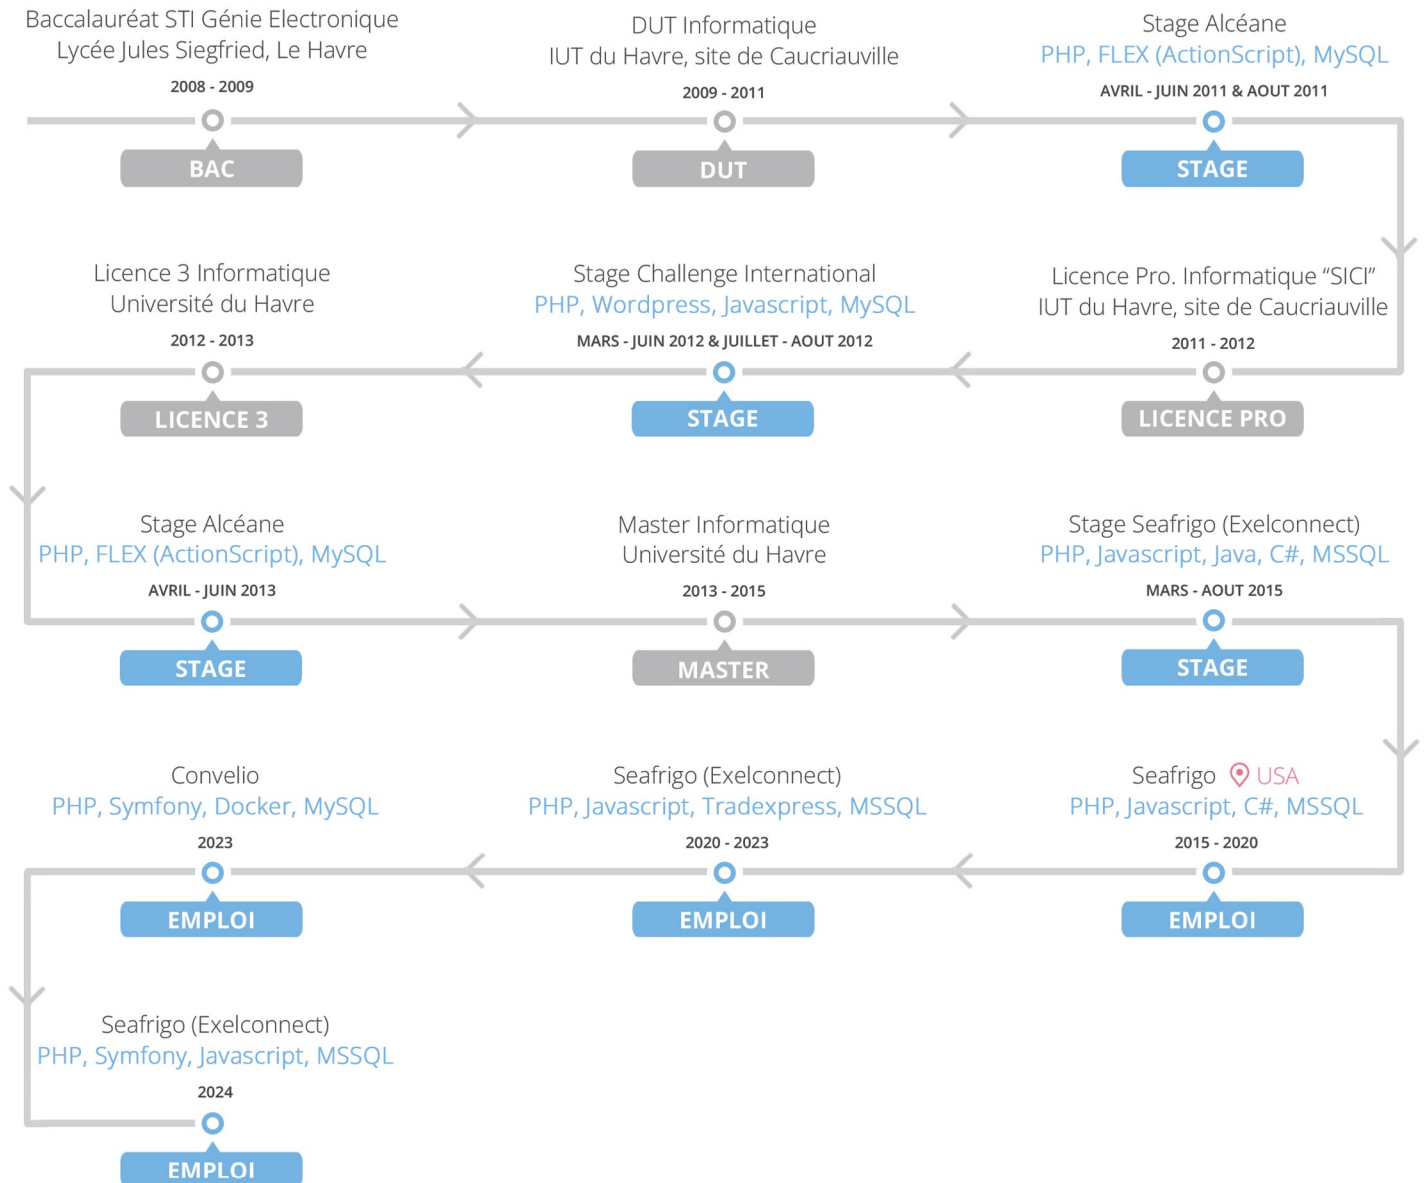 Baccalauréat STI Génie Electronique
Lycée Jules Siegfried, Le Havre
2008 - 2009
BAC
DUT Informatique
IUT du Havre, site de Caucriauville
2009 - 2011
DUT
Stage Alcéane
PHP, FLEX (ActionScript), MySQL
AVRIL - JUIN 2011 & AOUT 2011
STAGE
Licence Pro. Informatique “SICI”
IUT du Havre, site de Caucriauville
2011 - 2012
LICENCE PRO
Stage Challenge International
PHP, Wordpress, Javascript, MySQL
MARS - JUIN 2012 & JUILLET - AOUT 2012
STAGE
Licence 3 Informatique
Université du Havre
2012 - 2013
LICENCE 3
Stage Alcéane
PHP, FLEX (ActionScript), MySQL
AVRIL - JUIN 2013
STAGE
Master Informatique
Université du Havre
2013 - 2015
MASTER
Stage Seafrigo (Exelconnect)
PHP, Javascript, Java, C#, MSSQL
MARS - AOUT 2015
STAGE
Seafrigo USA
PHP, Javascript, C#, MSSQL
2015 - 2020
EMPLOI
Seafrigo (Exelconnect)
PHP, Javascript, Tradexpress, MSSQL
2020 - 2023
EMPLOI
Convelio
PHP, Symfony, Docker, MySQL
2023
EMPLOI
Seafrigo (Exelconnect)
PHP, Symfony, Javascript, MSSQL
2024
EMPLOI